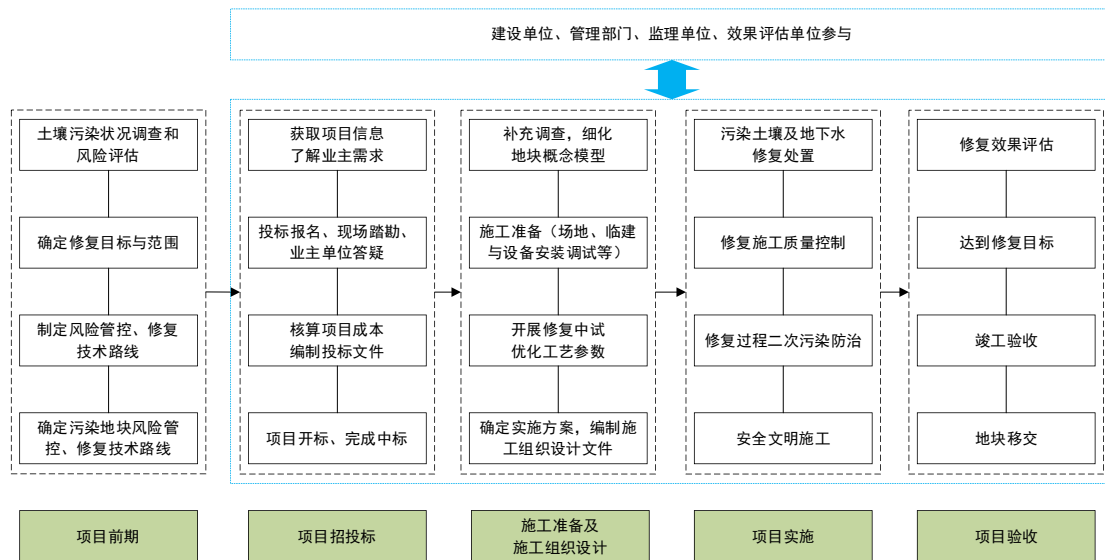 建设单位、管理部门、监理单位、效果评估单位参与
土壤污染状况调查和
风险评估
确定修复目标与范围
制定风险管控、修复
技术路线
确定污染地块风险管
控、修复技术路线
项目前期
获取项目信息
了解业主需求
投标报名、现场踏勘、
业主单位答疑
核算项目成本
编制投标文件
项目开标、完成中标
项目招投标
补充调查，细化
地块概念模型
施工准备（场地、临建
与设备安装调试等）
开展修复中试
优化工艺参数
确定实施方案，编制施
工组织设计文件
施工准备及
施工组织设计
污染土壤及地下水
修复处置
修复施工质量控制
修复过程二次污染防治
安全文明施工
项目实施
修复效果评估
达到修复目标
竣工验收
地块移交
项目验收